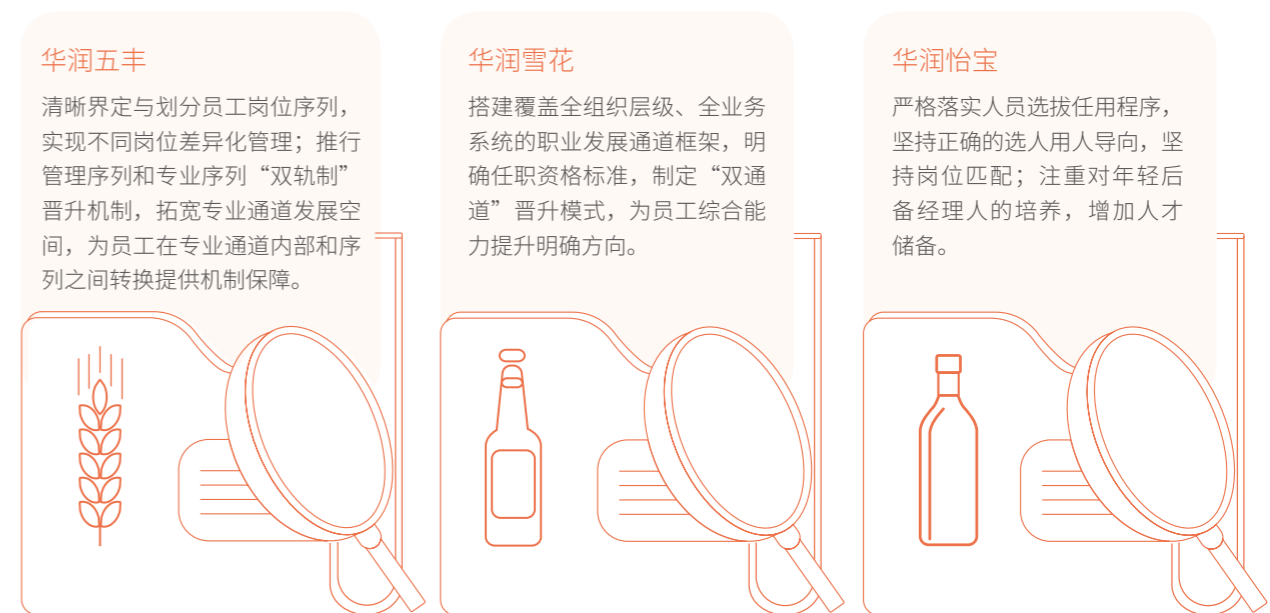 华润五丰
清晰界定与划分员工岗位序列，
实现不同岗位差异化管理；推行
管理序列和专业序列“双轨制”
晋升机制，拓宽专业通道发展空
间，为员工在专业通道内部和序
列之间转换提供机制保障。
华润雪花
搭建覆盖全组织层级、全业务
系统的职业发展通道框架，明
确任职资格标准，制定“双通
道”晋升模式，为员工综合能
力提升明确方向。
华润怡宝
严格落实人员选拔任用程序，
坚持正确的选人用人导向，坚
持岗位匹配；注重对年轻后
备经理人的培养，增加人才
储备。